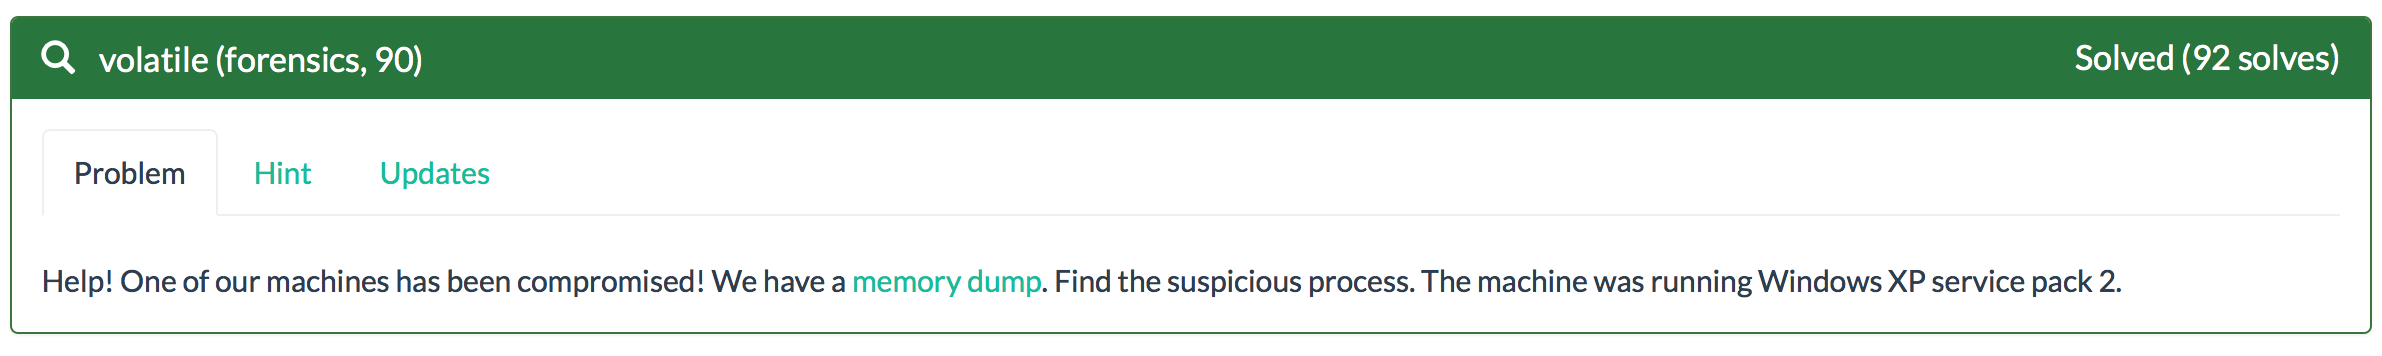 volatile (forensics, 90)
Solved (92 solves)
Problem
Hint
Updates
Help! One of our machines has been compromised! We have a memory dump. Find the suspicious process. The machine was running Windows XP service pack 2.